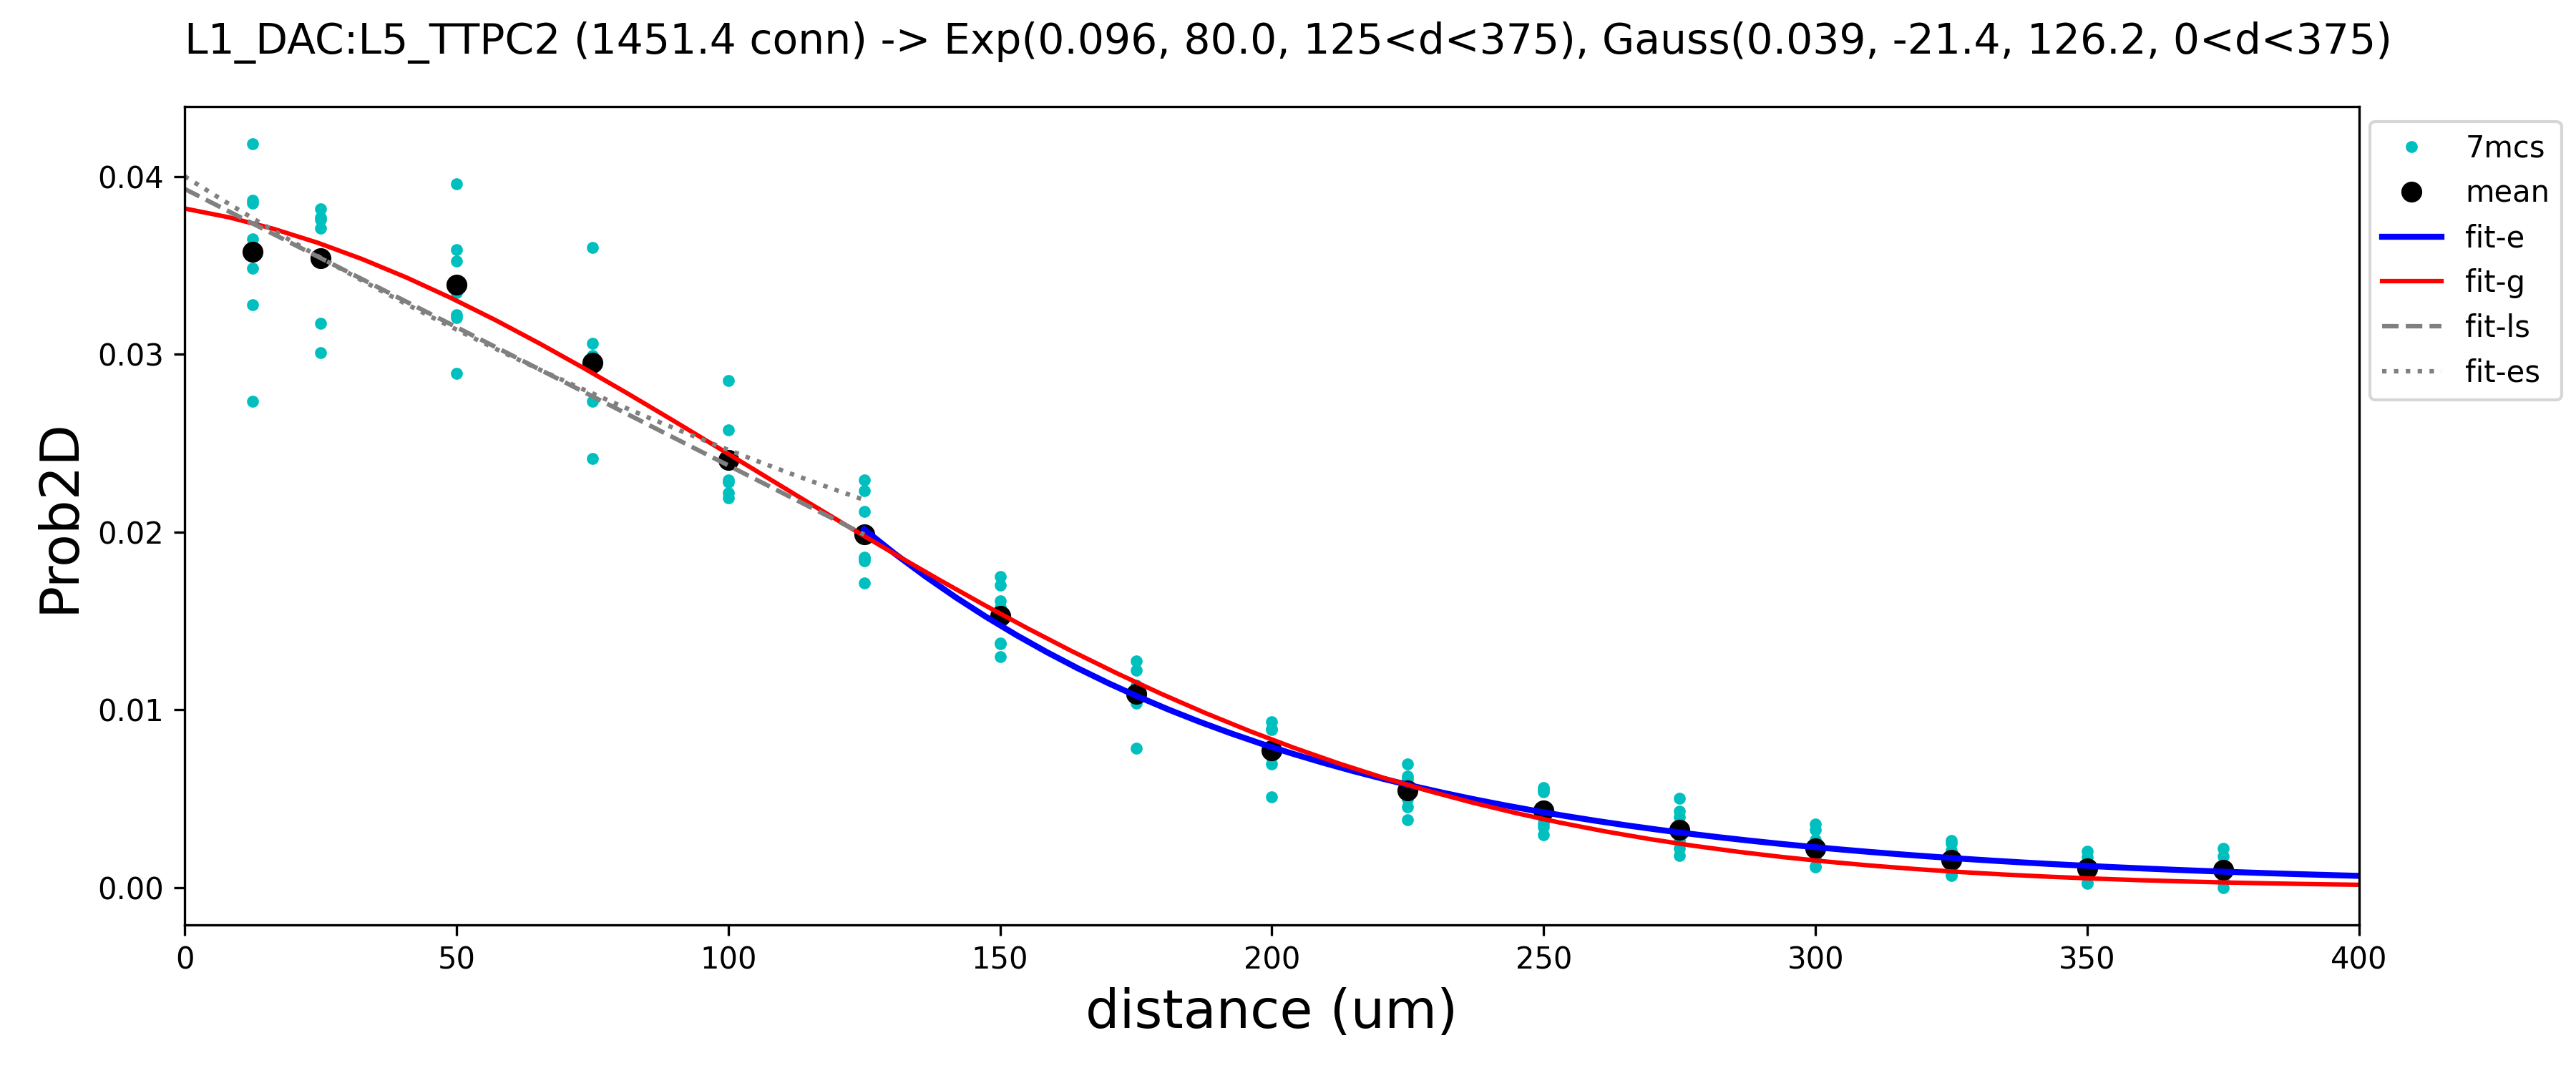 L1_DAC:L5_TTPC2 (1451.4 conn) -> Exp(0.096, 80.0, 125<d<375), Gauss(0.039, -21.4, 126.2, 0<d<375)
7mcs
mean
fit-e
fit-g
fit-ls
fit-es
0.04
0.03
0.02
0.01
0.00
Prob2D
0 50 100 150 200 250 300 350 400
distance (um)